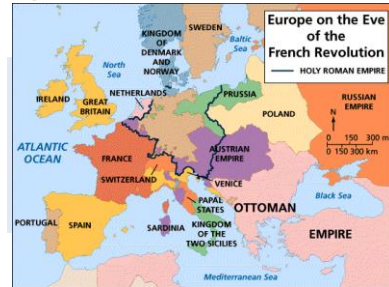 Europe on the Eve
of the
French Revolution
HOLY ROMAN EMPIRE
KINGDOM
OF
DENMARK
AND
NORWAY
SWEDEN
Baltic
Sea
North
Sea
NETHERLANDS
PRUSSIA
RUSSIAN
EMPIRE
IRELAND
GREAT
BRITAIN
POLAND
N
0 150 300 mi
0 150 300 km
ATLANTIC
OCEAN
FRANCE
AUSTRIAN
EMPIRE
SWITZERLAND
VENICE
Black Sea
PAPAL
STATES
OTTOMAN
EMPIRE
PORTUGAL
SPAIN
SARDINIA
KINGDOM
OF THE
TWO SICILIES
Mediterranean Sea